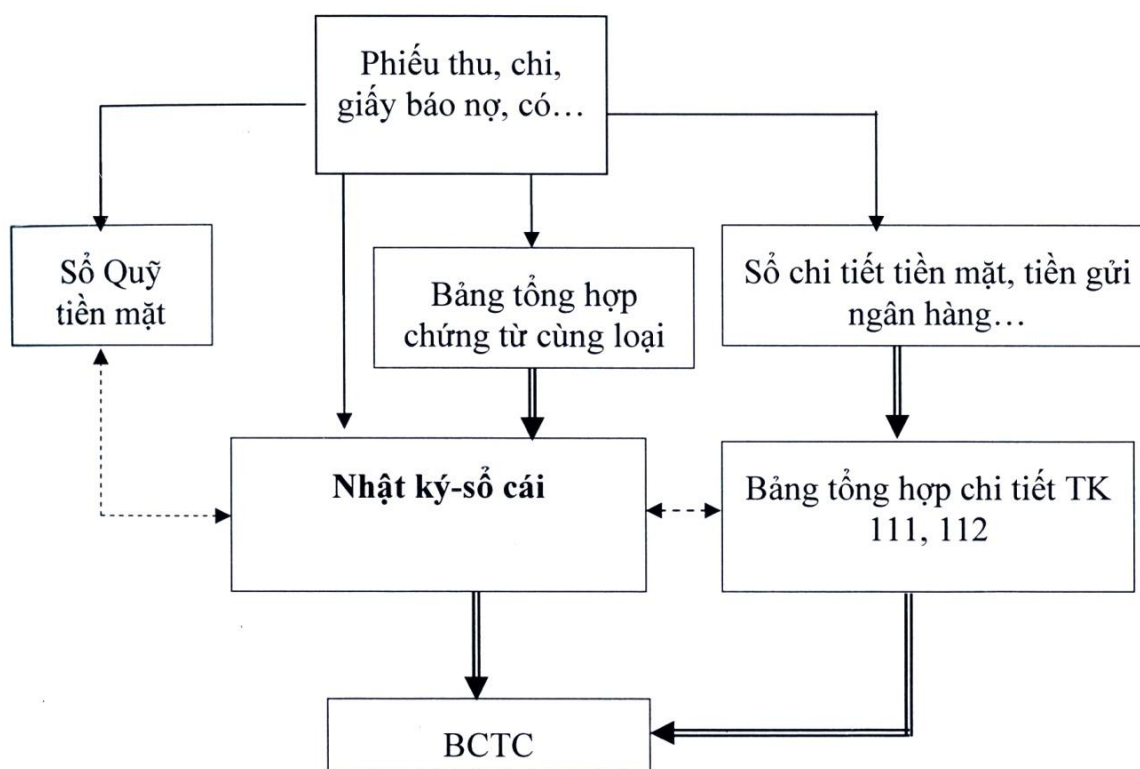 Phiếu thu, chi,
giấy báo nợ, có…
Sổ Quỹ
tiền mặt
Bảng tổng hợp
chứng từ cùng loại
Sổ chi tiết tiền mặt, tiền gửi
ngân hàng…
Nhật ký-sổ cái
Bảng tổng hợp chi tiết TK
111, 112
BCTC